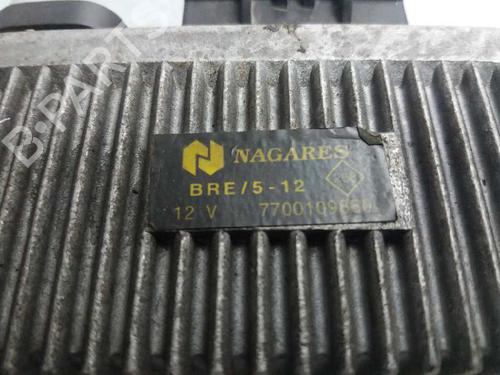 B-PARTS
NAGARES
BRE/5-12
12 V